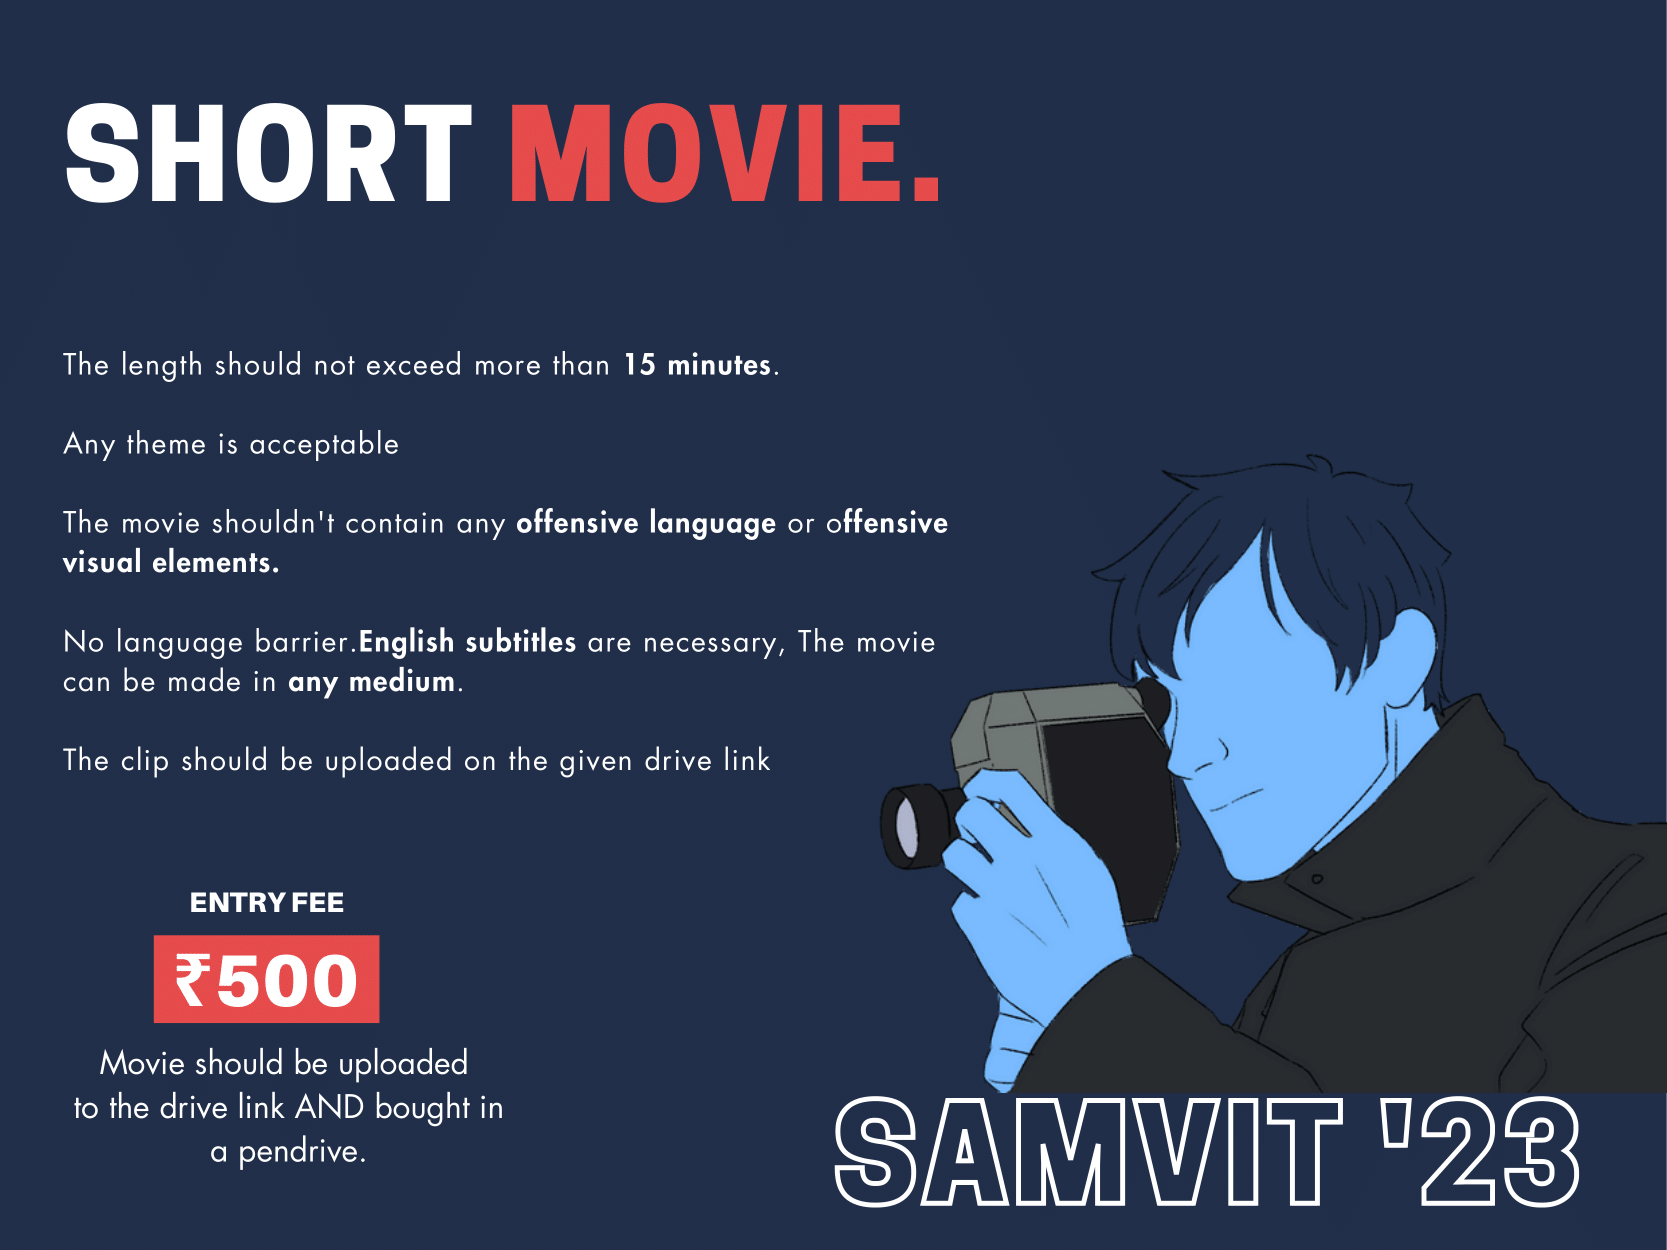 SHORT MOVIE.
The length should not exceed more than 15 minutes.
Any theme is acceptable
The movie shouldn't contain any offensive language or offensive
visual elements.
No language barrier.English subtitles are necessary, The movie
can be made in any medium.
The clip should be uploaded on the given drive link
ENTRY FEE
₹500
Movie should be uploaded
to the drive link AND bought in
a pendrive.
SAMVIT '23